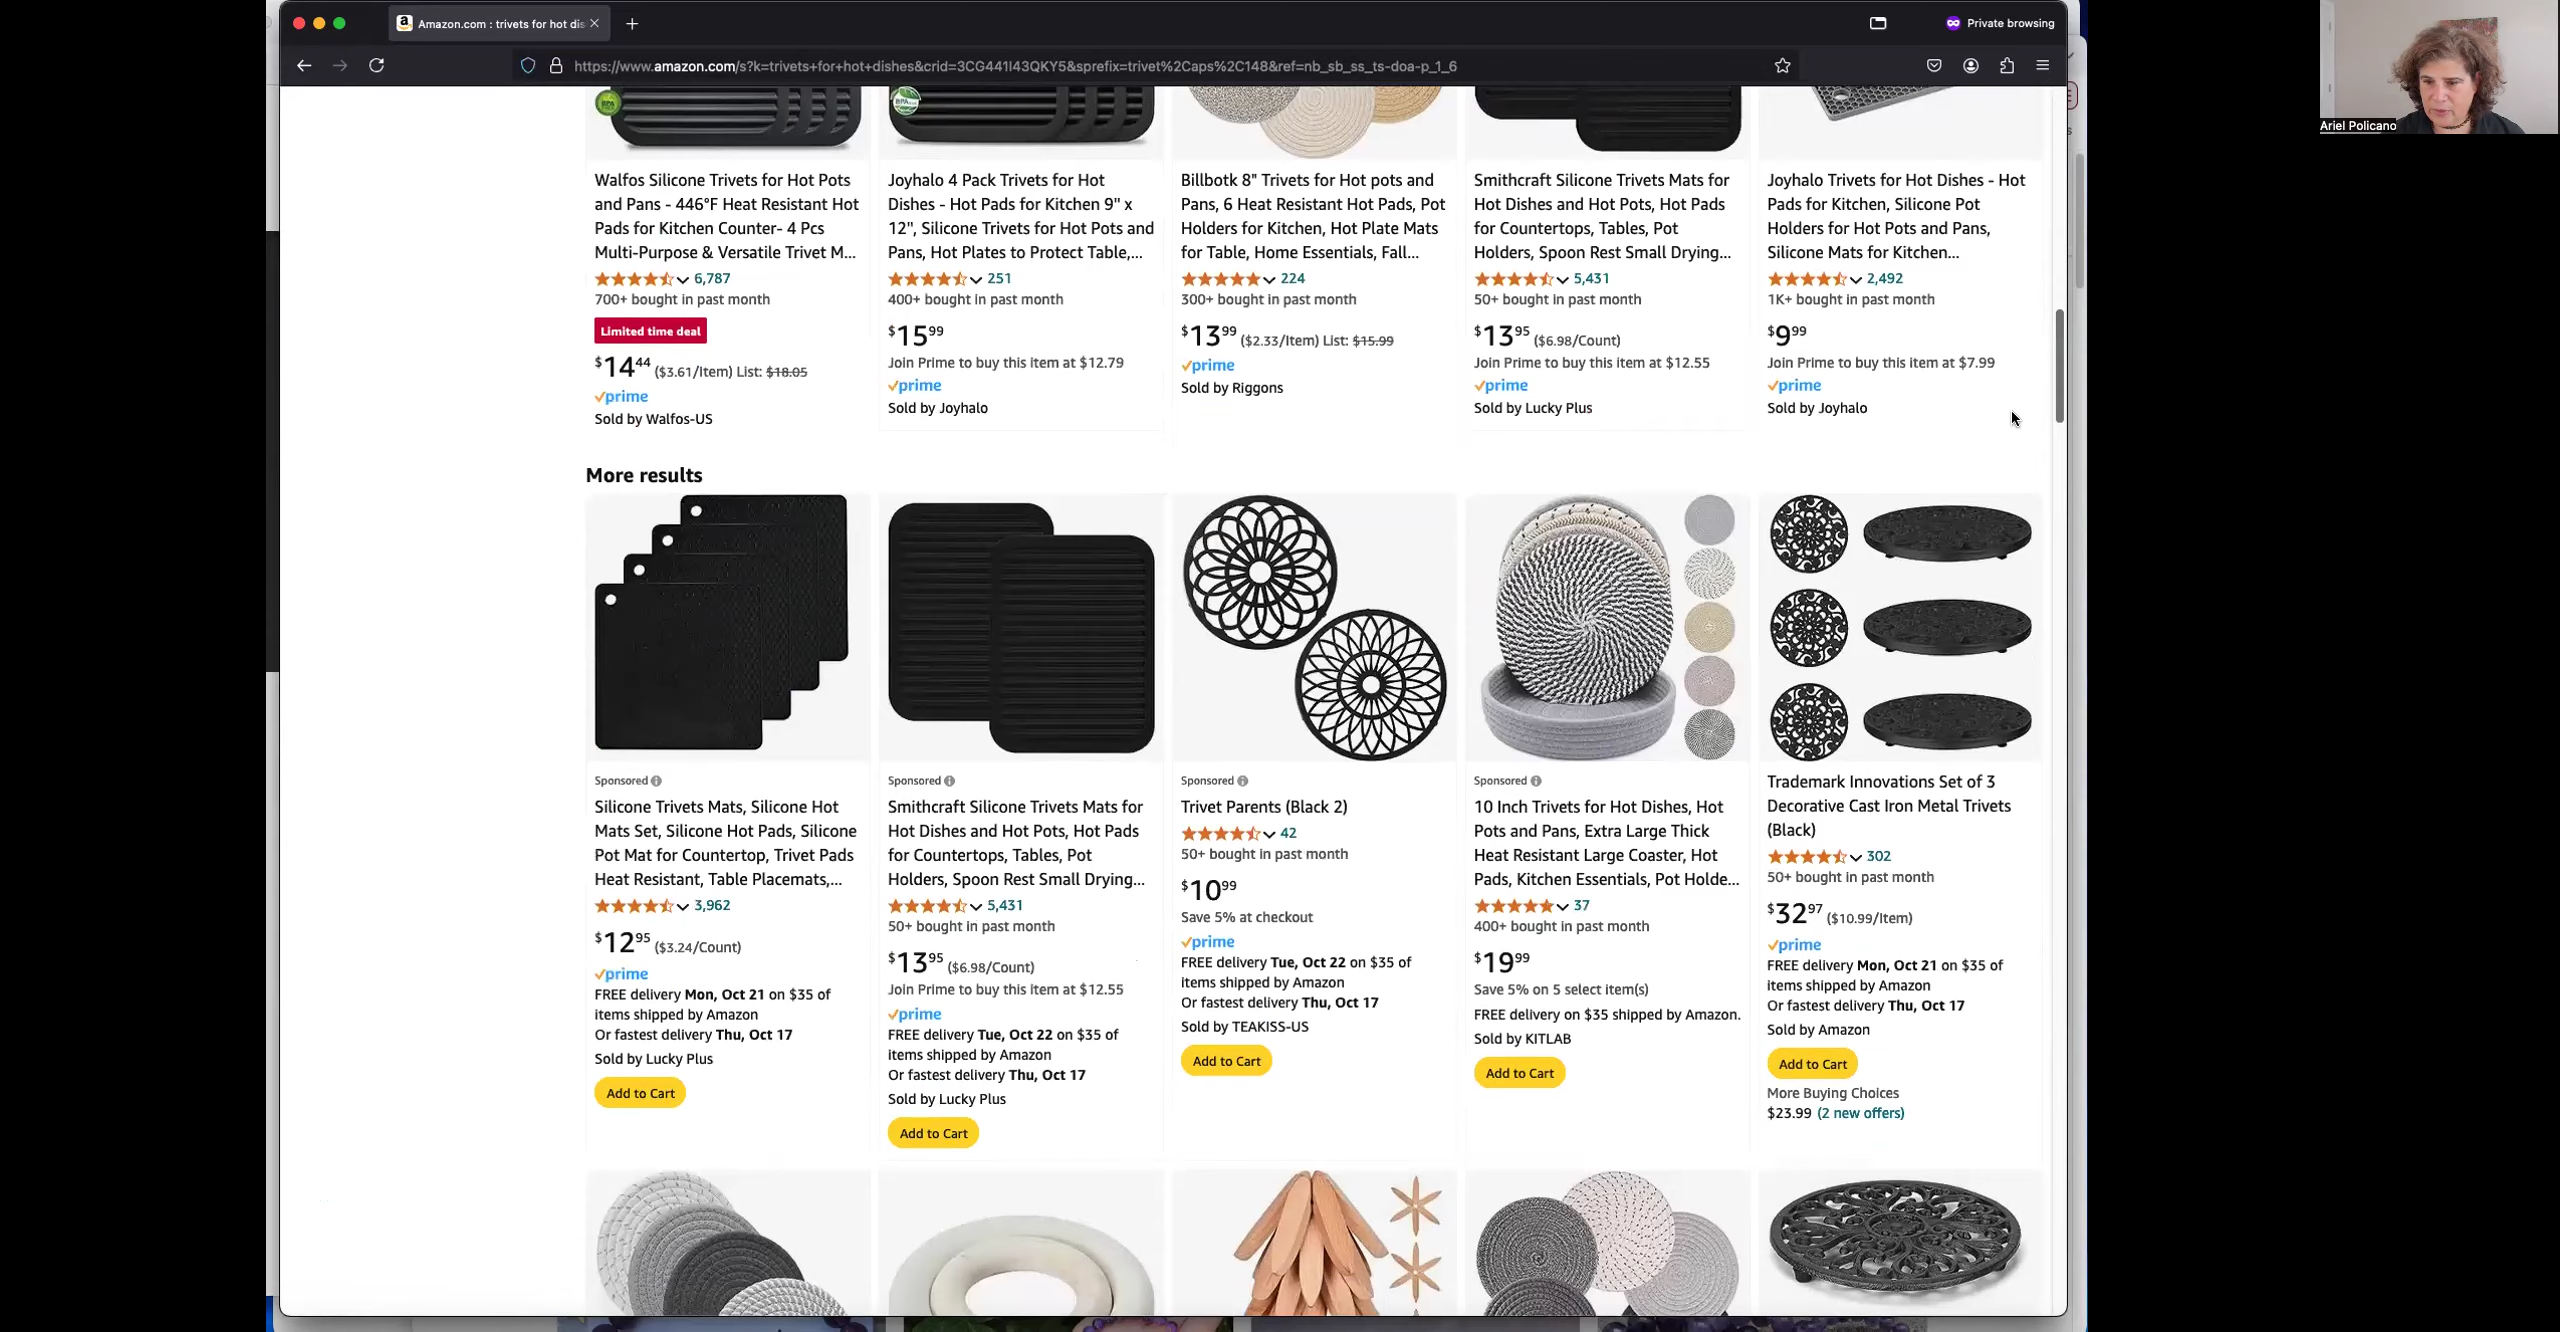 Amazon.com : trivets for hot dis
Private browsing
https://www.amazon.com/s?k=trivets+for+hot+dishes&crid=3CG441I43QKY5&sprefix=trivet%2Caps%2C148&ref=nb_sb_ss_ts-doa-p_1_6
Ariel Policano
Walfos Silicone Trivets for Hot Pots
and Pans - 446°F Heat Resistant Hot
Pads for Kitchen Counter- 4 Pcs
Multi-Purpose & Versatile Trivet M...
6,787
700+ bought in past month
Limited time deal
$14.44 ($3.61/Item) List: $18.05
prime
Sold by Walfos-US
Joyhalo 4 Pack Trivets for Hot
Dishes - Hot Pads for Kitchen 9" x
12", Silicone Trivets for Hot Pots and
Pans, Hot Plates to Protect Table,...
251
400+ bought in past month
$15.99
Join Prime to buy this item at $12.79
prime
Sold by Joyhalo
Billbotk 8" Trivets for Hot pots and
Pans, 6 Heat Resistant Hot Pads, Pot
Holders for Kitchen, Hot Plate Mats
for Table, Home Essentials, Fall...
224
300+ bought in past month
$13.99 ($2.33/Item) List: $15.99
prime
Sold by Riggons
Smithcraft Silicone Trivets Mats for
Hot Dishes and Hot Pots, Hot Pads
for Countertops, Tables, Pot
Holders, Spoon Rest Small Drying...
5,431
50+ bought in past month
$13.95 ($6.98/Count)
Join Prime to buy this item at $12.55
prime
Sold by Lucky Plus
Joyhalo Trivets for Hot Dishes - Hot
Pads for Kitchen, Silicone Pot
Holders for Hot Pots and Pans,
Silicone Mats for Kitchen...
2,492
1K+ bought in past month
$9.99
Join Prime to buy this item at $7.99
prime
Sold by Joyhalo
More results
Sponsored
Silicone Trivets Mats, Silicone Hot
Mats Set, Silicone Hot Pads, Silicone
Pot Mat for Countertop, Trivet Pads
Heat Resistant, Table Placemats,...
3,962
$12.95 ($3.24/Count)
prime
FREE delivery Mon, Oct 21 on $35 of
items shipped by Amazon
Or fastest delivery Thu, Oct 17
Sold by Lucky Plus
Add to Cart
Sponsored
Smithcraft Silicone Trivets Mats for
Hot Dishes and Hot Pots, Hot Pads
for Countertops, Tables, Pot
Holders, Spoon Rest Small Drying...
5,431
50+ bought in past month
$13.95 ($6.98/Count)
Join Prime to buy this item at $12.55
prime
FREE delivery Tue, Oct 22 on $35 of
items shipped by Amazon
Or fastest delivery Thu, Oct 17
Sold by Lucky Plus
Add to Cart
Sponsored
Trivet Parents (Black 2)
42
50+ bought in past month
$10.99
Save 5% at checkout
prime
FREE delivery Tue, Oct 22 on $35 of
items shipped by Amazon
Or fastest delivery Thu, Oct 17
Sold by TEAKISS-US
Add to Cart
Sponsored
10 Inch Trivets for Hot Dishes, Hot
Pots and Pans, Extra Large Thick
Heat Resistant Large Coaster, Hot
Pads, Kitchen Essentials, Pot Holde...
37
400+ bought in past month
$19.99
Save 5% on 5 select item(s)
FREE delivery on $35 shipped by Amazon.
Sold by KITLAB
Add to Cart
Trademark Innovations Set of 3
Decorative Cast Iron Metal Trivets
(Black)
302
50+ bought in past month
$32.97 ($10.99/Item)
prime
FREE delivery Mon, Oct 21 on $35 of
items shipped by Amazon
Or fastest delivery Thu, Oct 17
Sold by Amazon
Add to Cart
More Buying Choices
$23.99 (2 new offers)